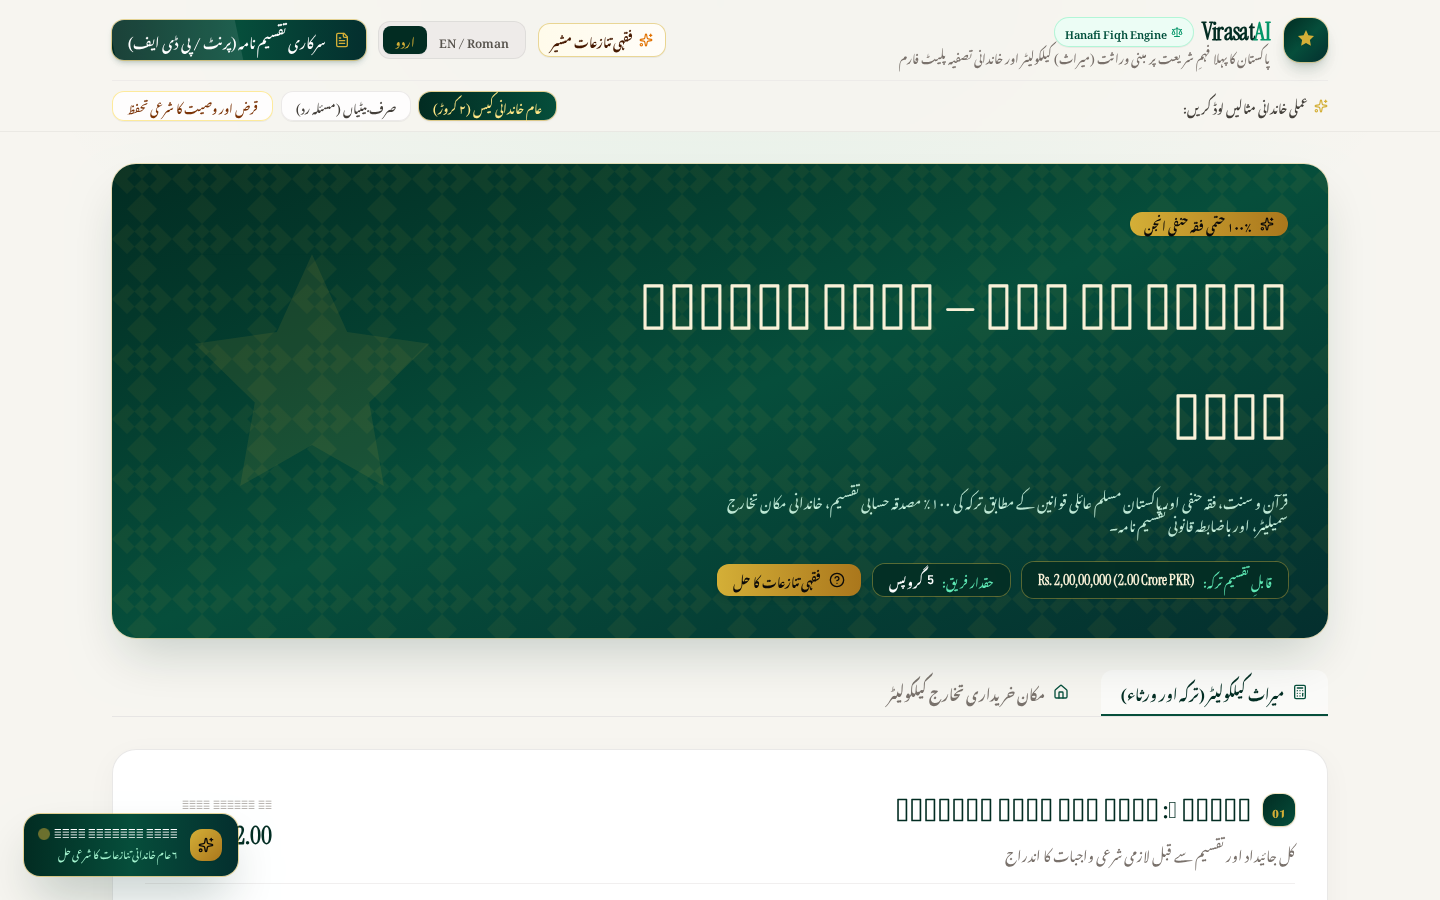 VirasatAI
Hanafi Fiqh Engine
پاکستان کا پہلا فہمِ شریعت پر مبنی وراثت (میراث) کیلکولیٹر اور خاندانی تصفیہ پلیٹ فارم
فقہی تنازعات مشیر
EN / Roman
اردو
سرکاری تقسیم نامہ (پرنٹ / پی ڈی ایف)
عملی خاندانی مثالیں لوڈ کریں:
عام خاندانی کیس (۲ کروڑ)
صرف بیٹیاں (مسئلہ رد)
قرض اور وصیت کا شرعی تحفظ
۱۰۰٪ حتمی فقہ حنفی انجن
قرآن و سنت، فقہ حنفی اور پاکستان مسلم عائلی قوانین کے مطابق ترکہ کی ۱۰۰٪ مصدقہ حسابی تقسیم، خاندانی مکان تخارج
سمیلیٹر، اور باضابطہ قانونی تقسیم نامہ۔
قابلِ تقسیم ترکہ: Rs. 2,00,00,000 (2.00 Crore PKR)
حقدار فریق: 5 گروپس
فقہی تنازعات کا حل
میراث کیلکولیٹر (ترکہ اور ورثاء)
مکان خریداری تخارج کیلکولیٹر
01
کل جائیداد اور تقسیم سے قبل لازمی شرعی واجبات کا اندراج
2.00
۶ عام خاندانی تنازعات کا شرعی حل